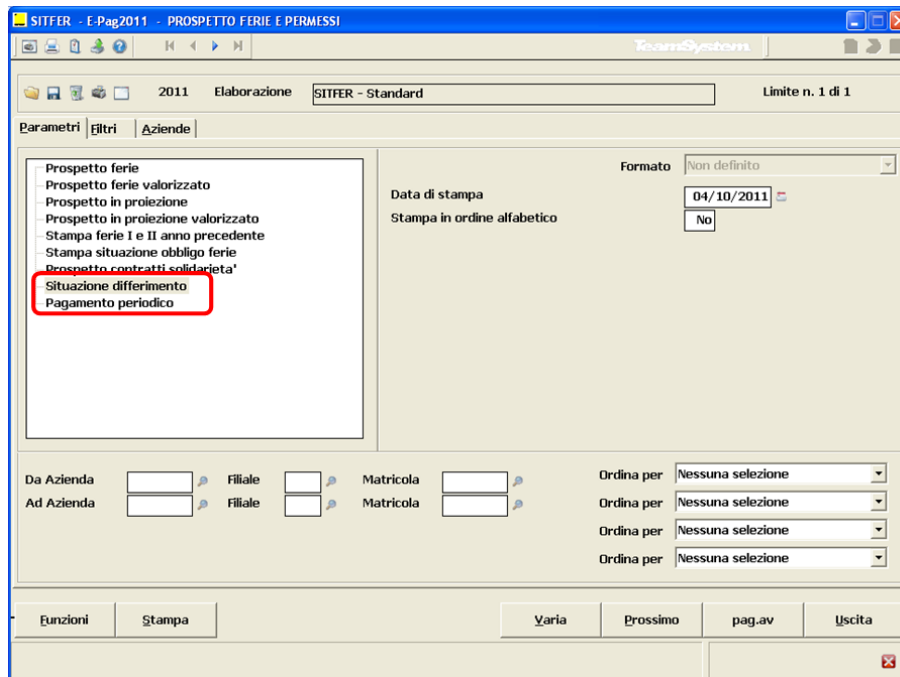 SITFER - E-Pag2011 - PROSPETTO FERIE E PERMESSI
TeamSystem
2011 Elaborazione SITFER - Standard Limite n. 1 di 1
Parametri Filtri Aziende
Prospetto ferie
Prospetto ferie valorizzato
Prospetto in proiezione
Prospetto in proiezione valorizzato
Stampa ferie I e II anno precedente
Stampa situazione obbligo ferie
Prospetto contratti solidarieta'
Situazione differimento
Pagamento periodico
Formato Non definito
Data di stampa 04/10/2011
Stampa in ordine alfabetico No
Da Azienda Filiale Matricola Ordina per Nessuna selezione
Ad Azienda Filiale Matricola Ordina per Nessuna selezione
Ordina per Nessuna selezione
Ordina per Nessuna selezione
Funzioni Stampa Varia Prossimo pag.av Uscita